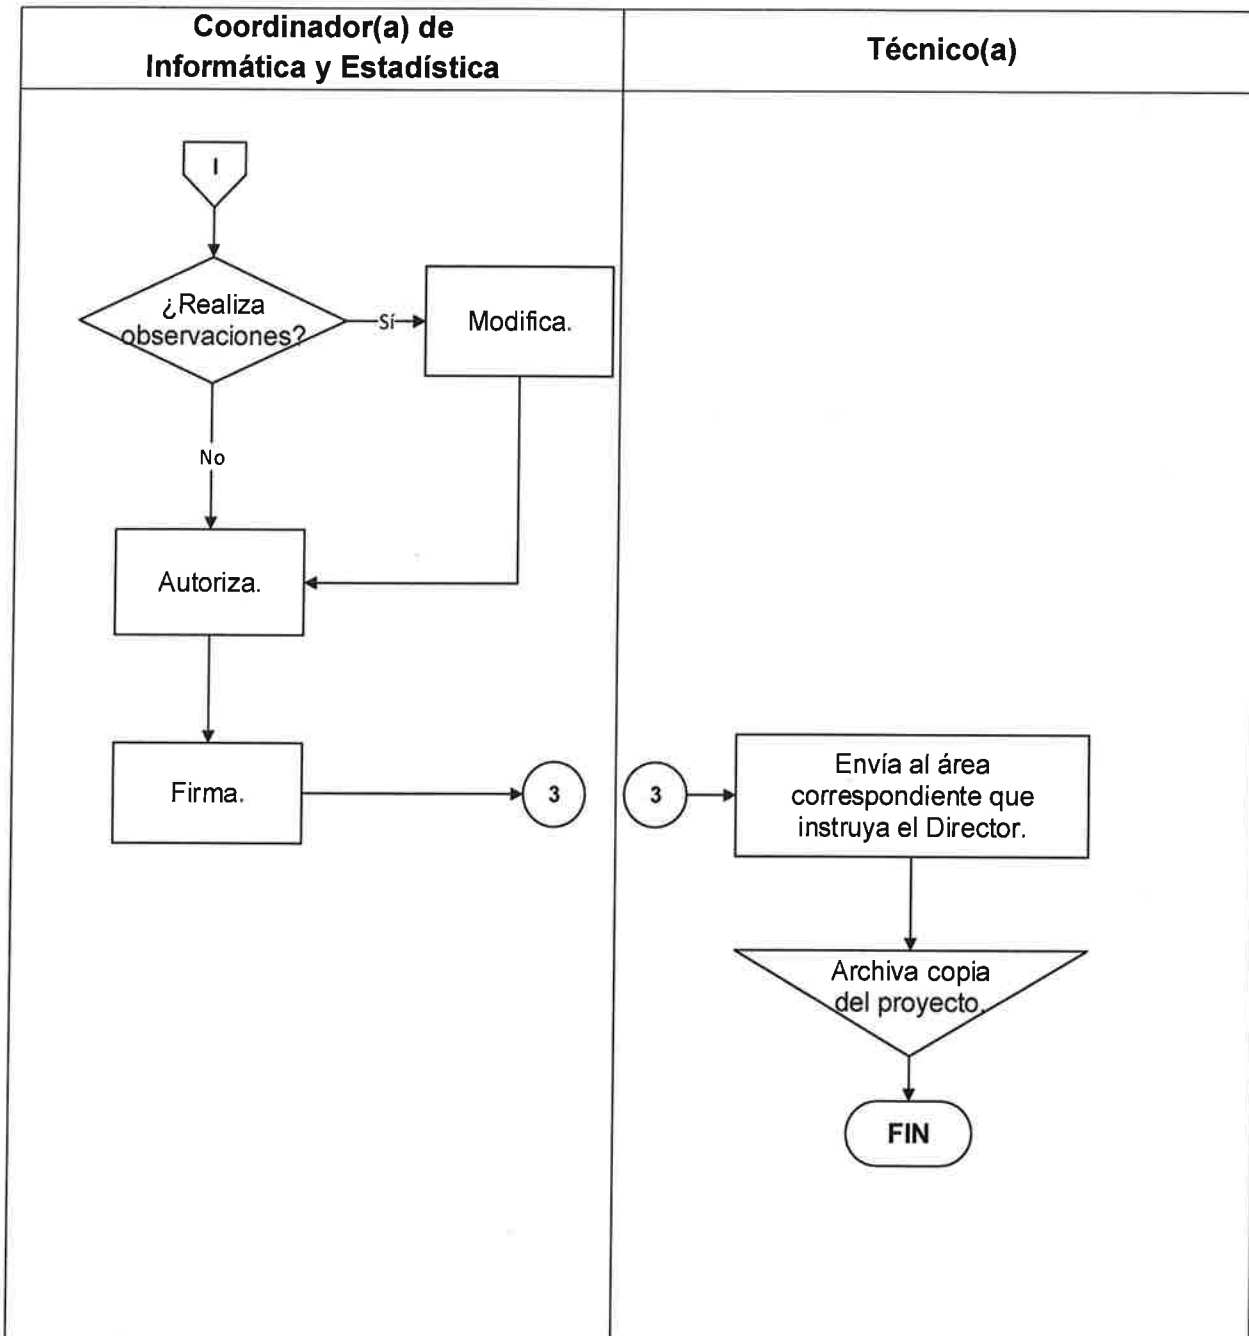 Coordinador(a) de
Informática y Estadística
Técnico(a)
I
¿Realiza
observaciones?
Sí
Modifica.
No
Autoriza.
Firma.
3
3
Envía al área
correspondiente que
instruya el Director.
Archiva copia
del proyecto.
FIN